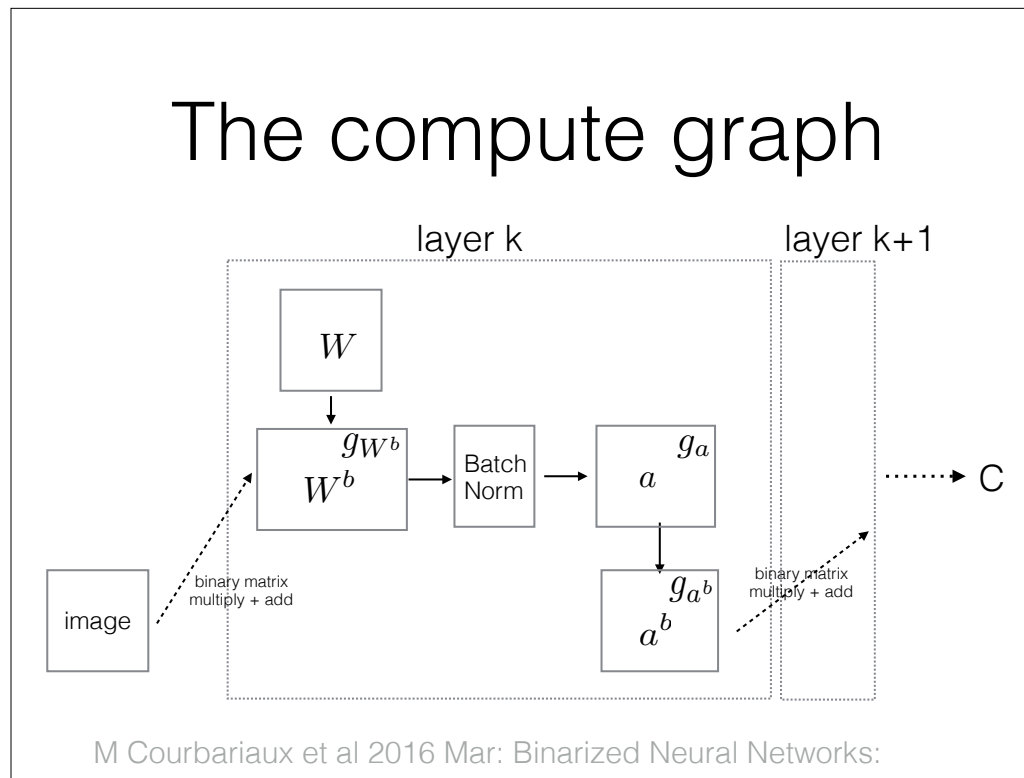 The compute graph
layer k
layer k+1
W
g_{W^b}
W^b
Batch
Norm
g_a
a
C
binary matrix
multiply + add
image
g_{a^b}
a^b
binary matrix
multiply + add
M Courbariaux et al 2016 Mar: Binarized Neural Networks: